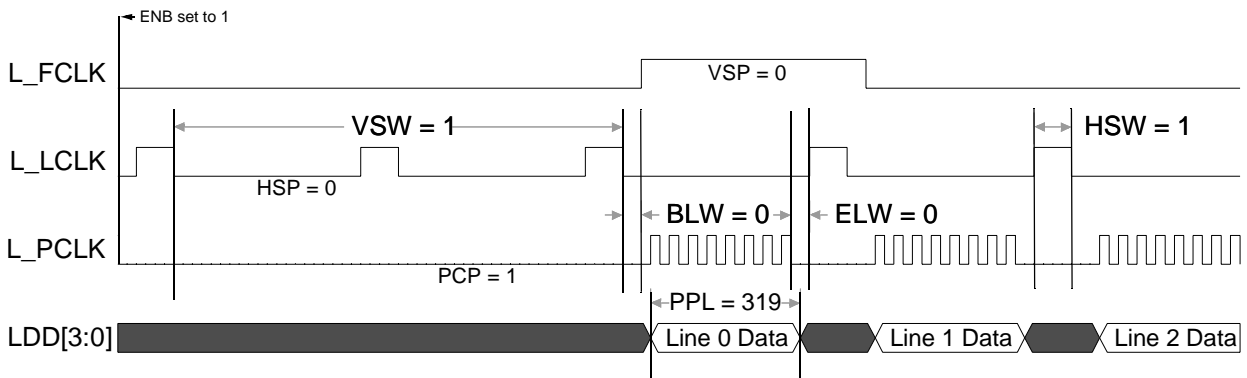 ENB set to 1
L_FCLK
VSP = 0
VSW = 1
HSW = 1
L_LCLK
HSP = 0
BLW = 0
ELW = 0
L_PCLK
PCP = 1
PPL = 319
LDD[3:0]
Line 0 Data
Line 1 Data
Line 2 Data